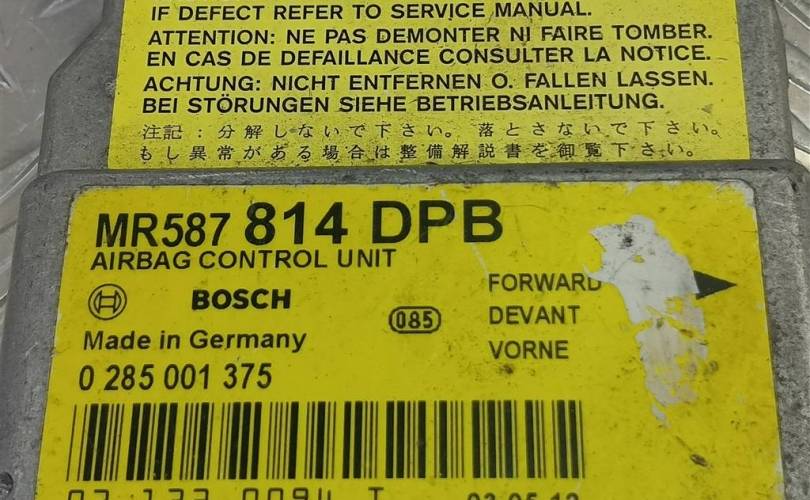 IF DEFECT REFER TO SERVICE MANUAL.
ATTENTION: NE PAS DEMONTER NI FAIRE TOMBER.
EN CAS DE DEFAILLANCE CONSULTER LA NOTICE.
ACHTUNG: NICHT ENTFERNEN O. FALLEN LASSEN.
BEI STÖRUNGEN SIEHE BETRIEBSANLEITUNG.
注記: 分解しないで下さい。 落とさないで下さい。
もし異常がある場合は整備解説書を御覧下さい。
MR587 814 DPB
AIRBAG CONTROL UNIT
BOSCH
085
Made in Germany
0 285 001 375
FORWARD
DEVANT
VORNE